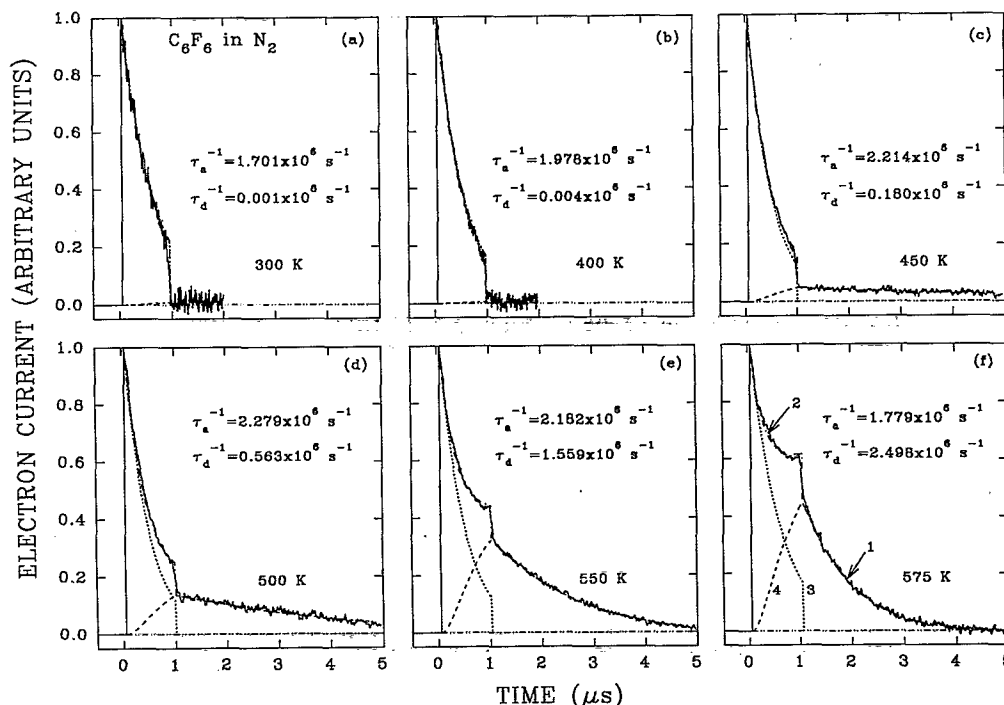 ELECTRON CURRENT (ARBITRARY UNITS)
1.0
0.8
0.6
0.4
0.2
0.0
C6F6 in N2
(a)
τa⁻¹=1.701x10⁶ s⁻¹
τd⁻¹=0.001x10⁶ s⁻¹
300 K
(b)
τa⁻¹=1.978x10⁶ s⁻¹
τd⁻¹=0.004x10⁶ s⁻¹
400 K
(c)
τa⁻¹=2.214x10⁶ s⁻¹
τd⁻¹=0.180x10⁶ s⁻¹
450 K
1.0
0.8
0.6
0.4
0.2
0.0
(d)
τa⁻¹=2.279x10⁶ s⁻¹
τd⁻¹=0.563x10⁶ s⁻¹
500 K
(e)
τa⁻¹=2.182x10⁶ s⁻¹
τd⁻¹=1.559x10⁶ s⁻¹
550 K
(f)
2
τa⁻¹=1.779x10⁶ s⁻¹
τd⁻¹=2.498x10⁶ s⁻¹
1
4
3
575 K
0 1 2 3 4 5
0 1 2 3 4 5
0 1 2 3 4 5
TIME (μs)